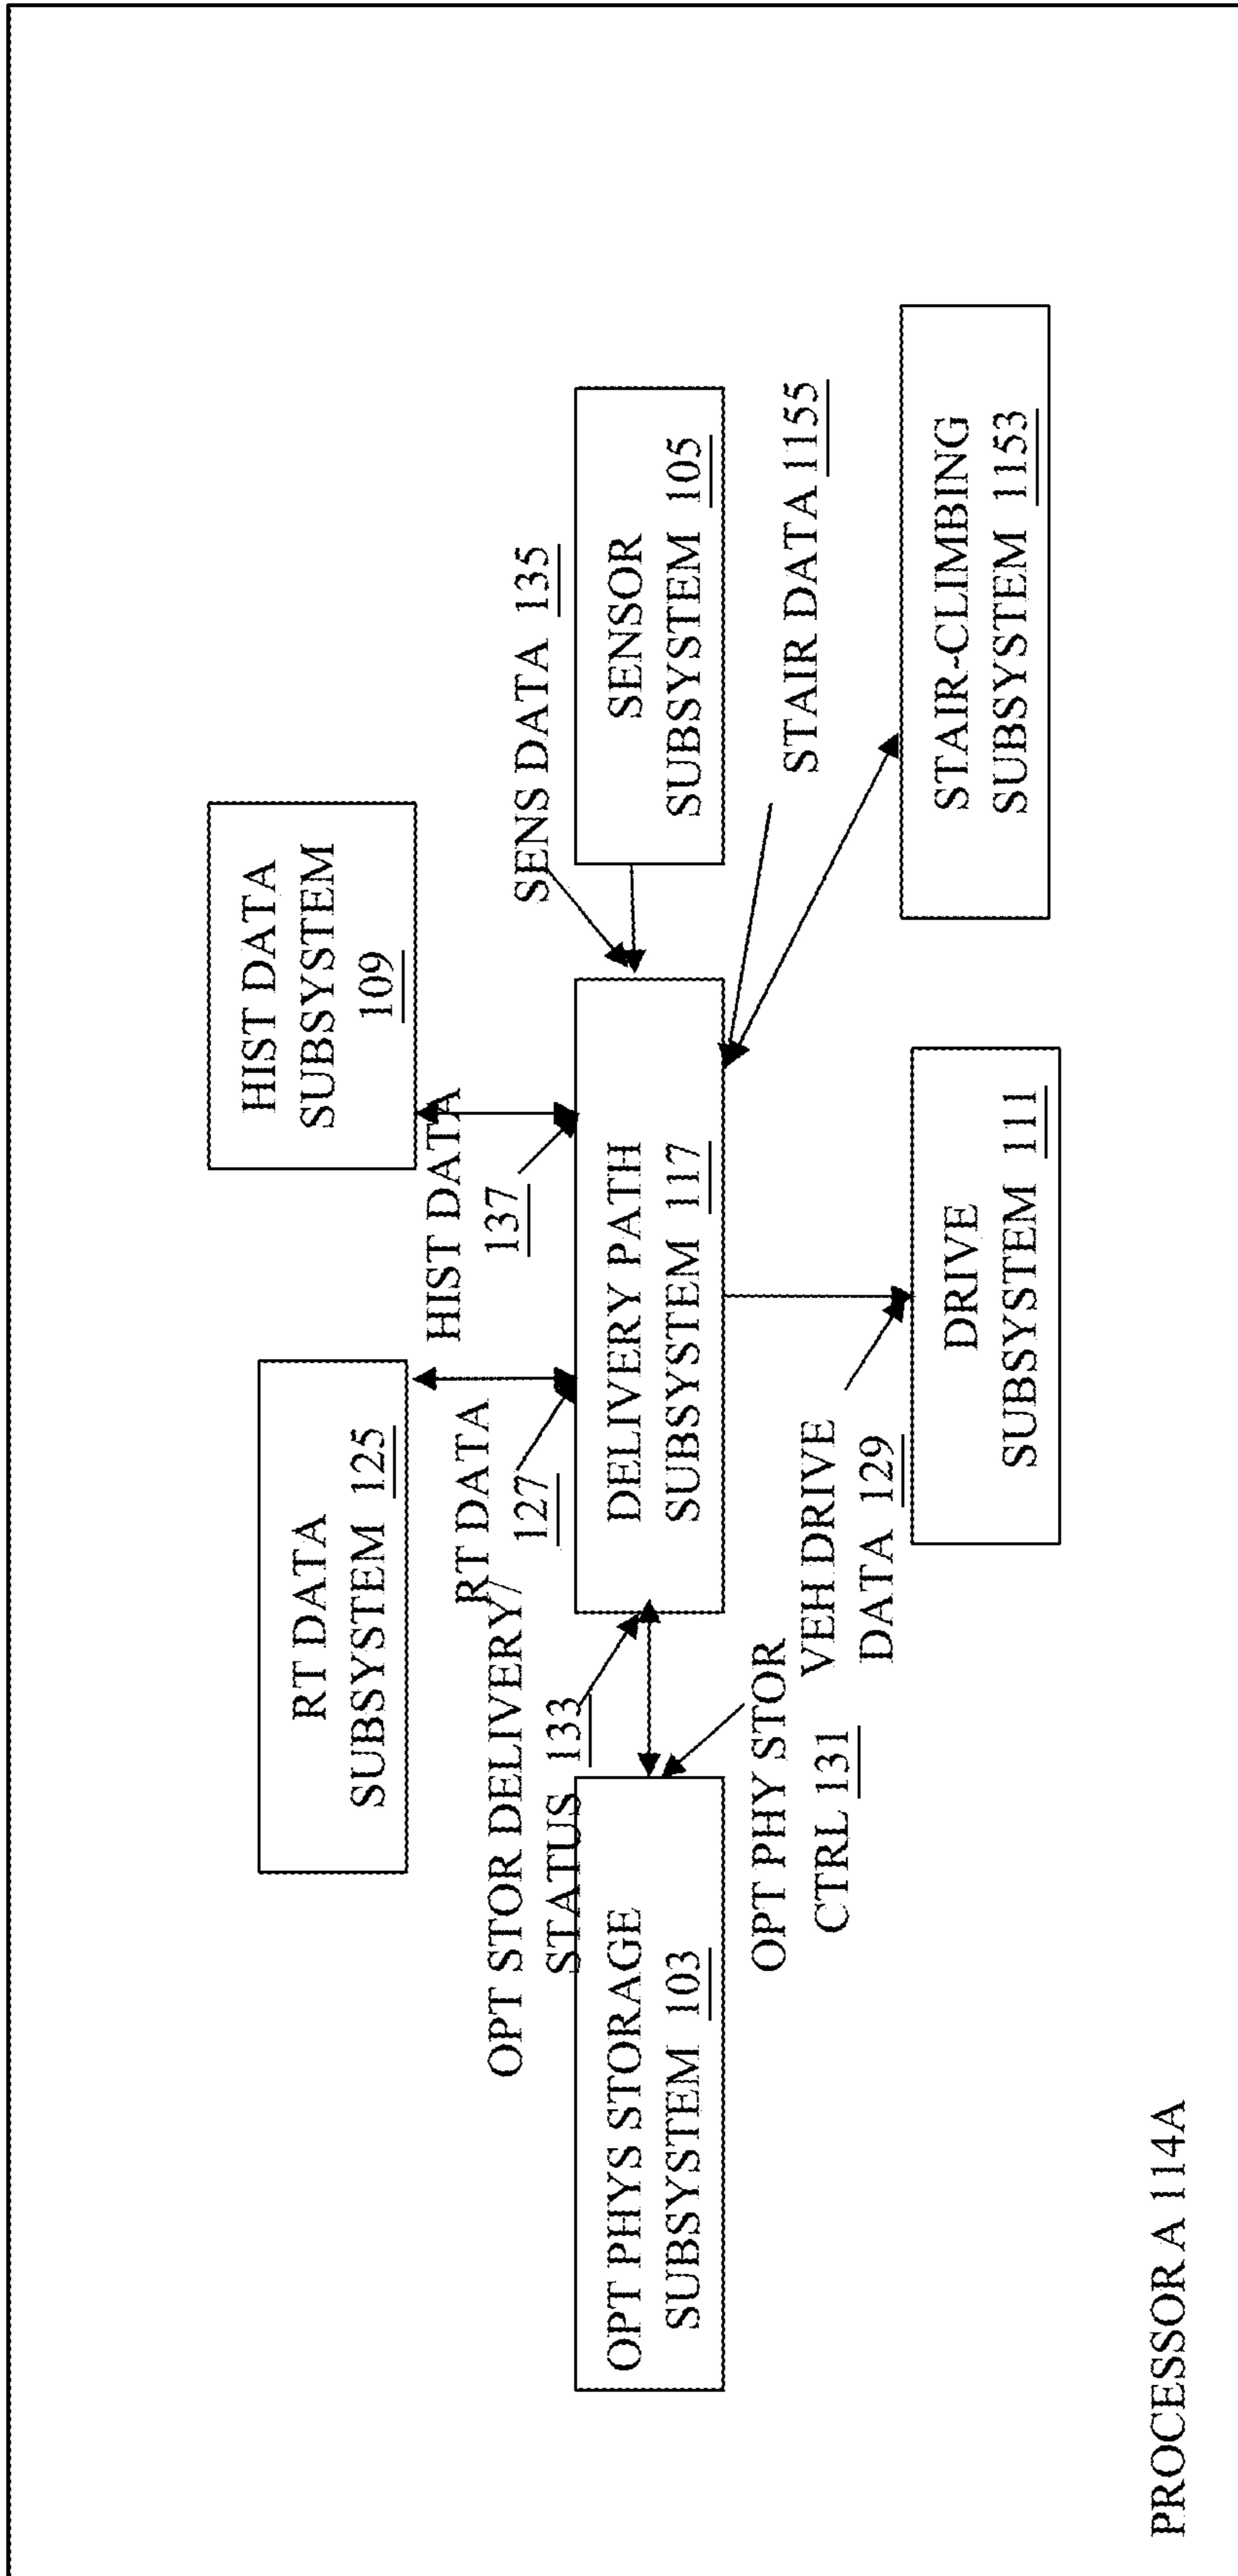 RT DATA
SUBSYSTEM 125
HIST DATA
SUBSYSTEM
109
HIST DATA
137
RT DATA
127
OPT STOR DELIVERY/
STATUS 133
SENS DATA 135
OPT PHYS STORAGE
SUBSYSTEM 103
DELIVERY PATH
SUBSYSTEM 117
SENSOR
SUBSYSTEM 105
OPT PHY STOR
CTRL 131
VEH DRIVE
DATA 129
STAIR DATA 1155
DRIVE
SUBSYSTEM 111
STAIR-CLIMBING
SUBSYSTEM 1153
PROCESSOR A 114A